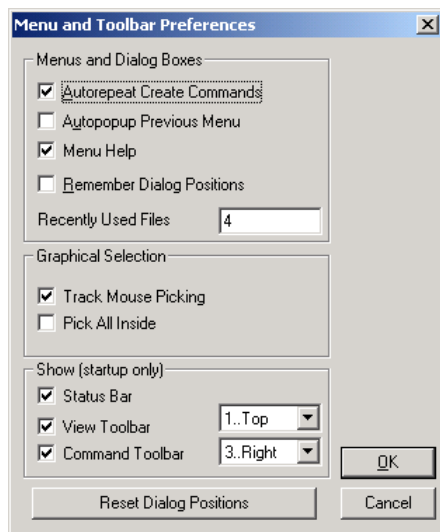 Menu and Toolbar Preferences
Menus and Dialog Boxes
Autorepeat Create Commands
Autopopup Previous Menu
Menu Help
Remember Dialog Positions
Recently Used Files 4
Graphical Selection
Track Mouse Picking
Pick All Inside
Show (startup only)
Status Bar
View Toolbar 1..Top
Command Toolbar 3..Right
OK
Reset Dialog Positions Cancel